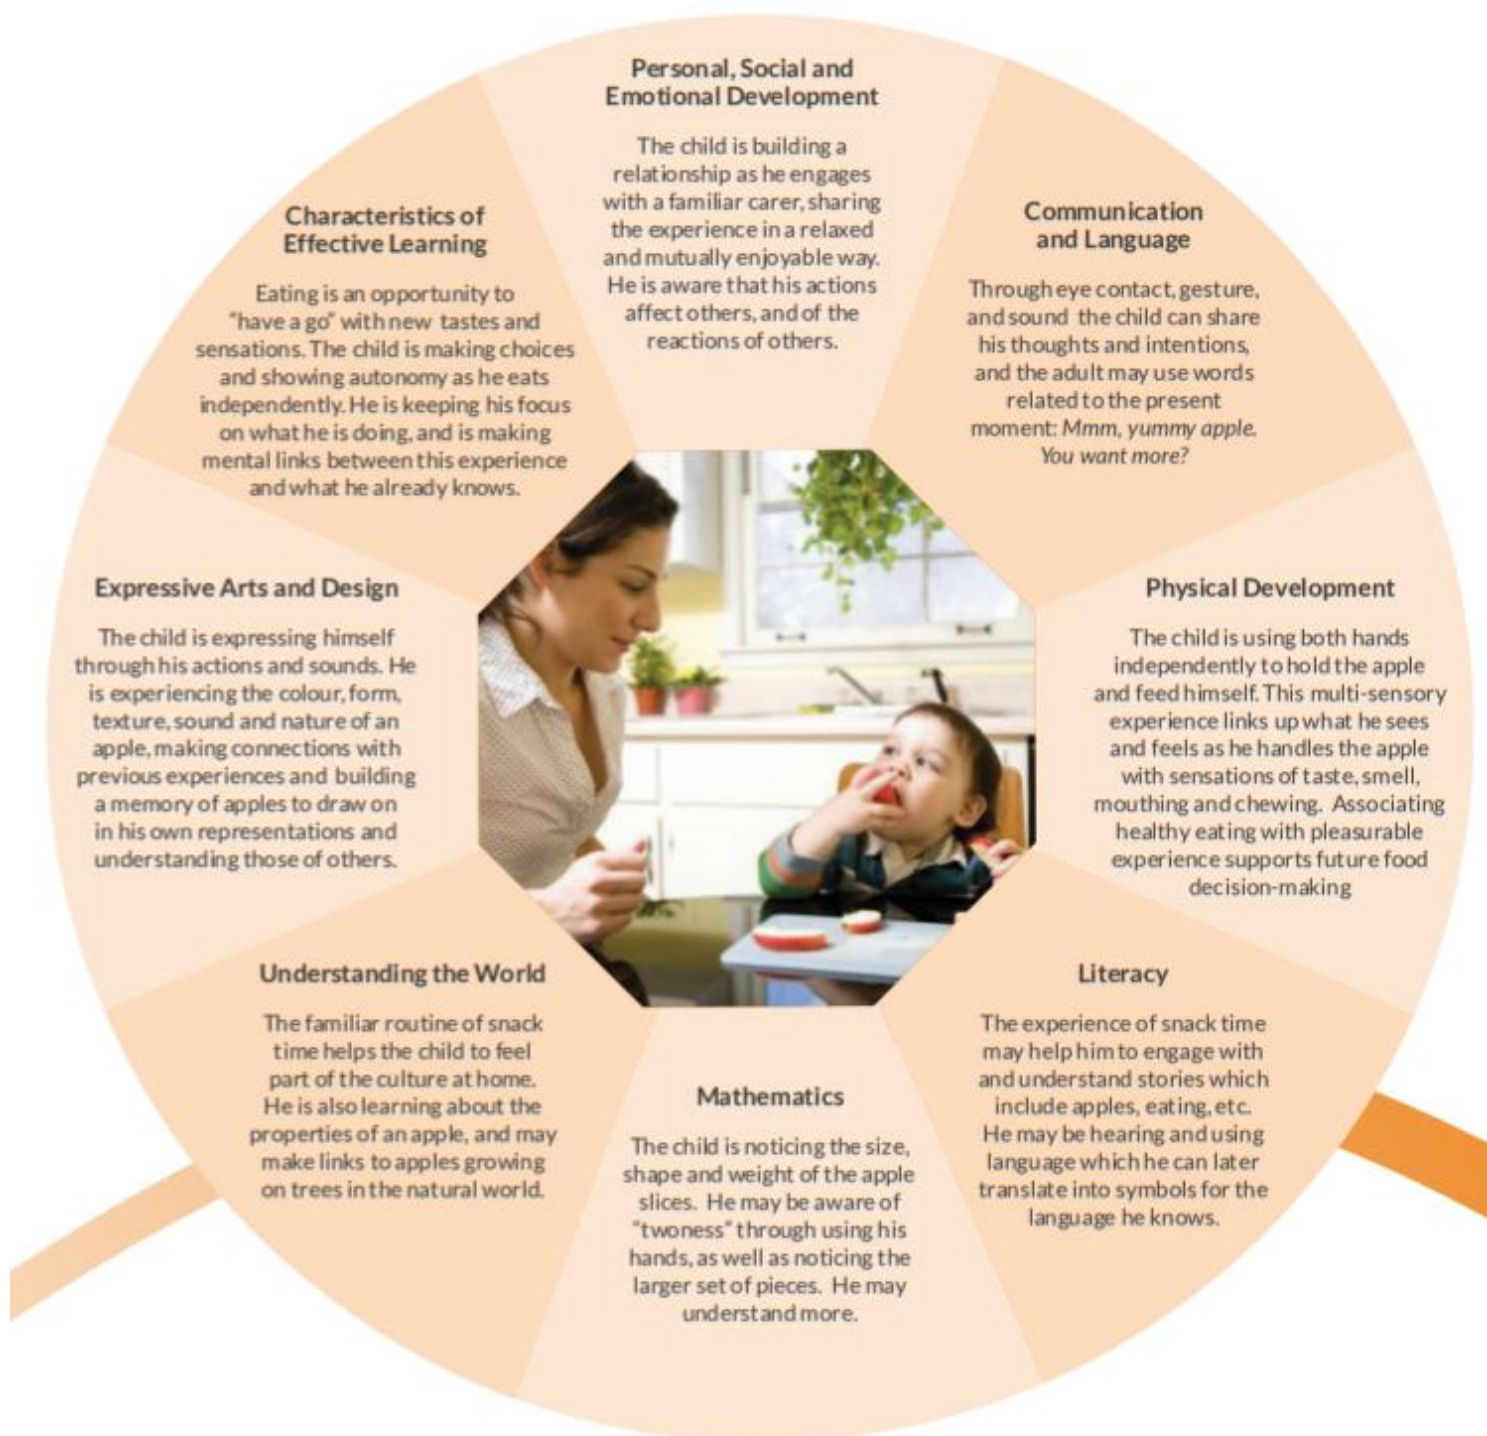 Personal, Social and
Emotional Development
The child is building a
relationship as he engages
with a familiar carer, sharing
the experience in a relaxed
and mutually enjoyable way.
He is aware that his actions
affect others, and of the
reactions of others.
Communication
and Language
Through eye contact, gesture,
and sound the child can share
his thoughts and intentions,
and the adult may use words
related to the present
moment: Mmm, yummy apple.
You want more?
Physical Development
The child is using both hands
independently to hold the apple
and feed himself. This multi-sensory
experience links up what he sees
and feels as he handles the apple
with sensations of taste, smell,
mouthing and chewing. Associating
healthy eating with pleasurable
experience supports future food
decision-making
Literacy
The experience of snack time
may help him to engage with
and understand stories which
include apples, eating, etc.
He may be hearing and using
language which he can later
translate into symbols for the
language he knows.
Mathematics
The child is noticing the size,
shape and weight of the apple
slices. He may be aware of
"twoness" through using his
hands, as well as noticing the
larger set of pieces. He may
understand more.
Understanding the World
The familiar routine of snack
time helps the child to feel
part of the culture at home.
He is also learning about the
properties of an apple, and may
make links to apples growing
on trees in the natural world.
Expressive Arts and Design
The child is expressing himself
through his actions and sounds. He
is experiencing the colour, form,
texture, sound and nature of an
apple, making connections with
previous experiences and building
a memory of apples to draw on
in his own representations and
understanding those of others.
Characteristics of
Effective Learning
Eating is an opportunity to
"have a go" with new tastes and
sensations. The child is making choices
and showing autonomy as he eats
independently. He is keeping his focus
on what he is doing, and is making
mental links between this experience
and what he already knows.